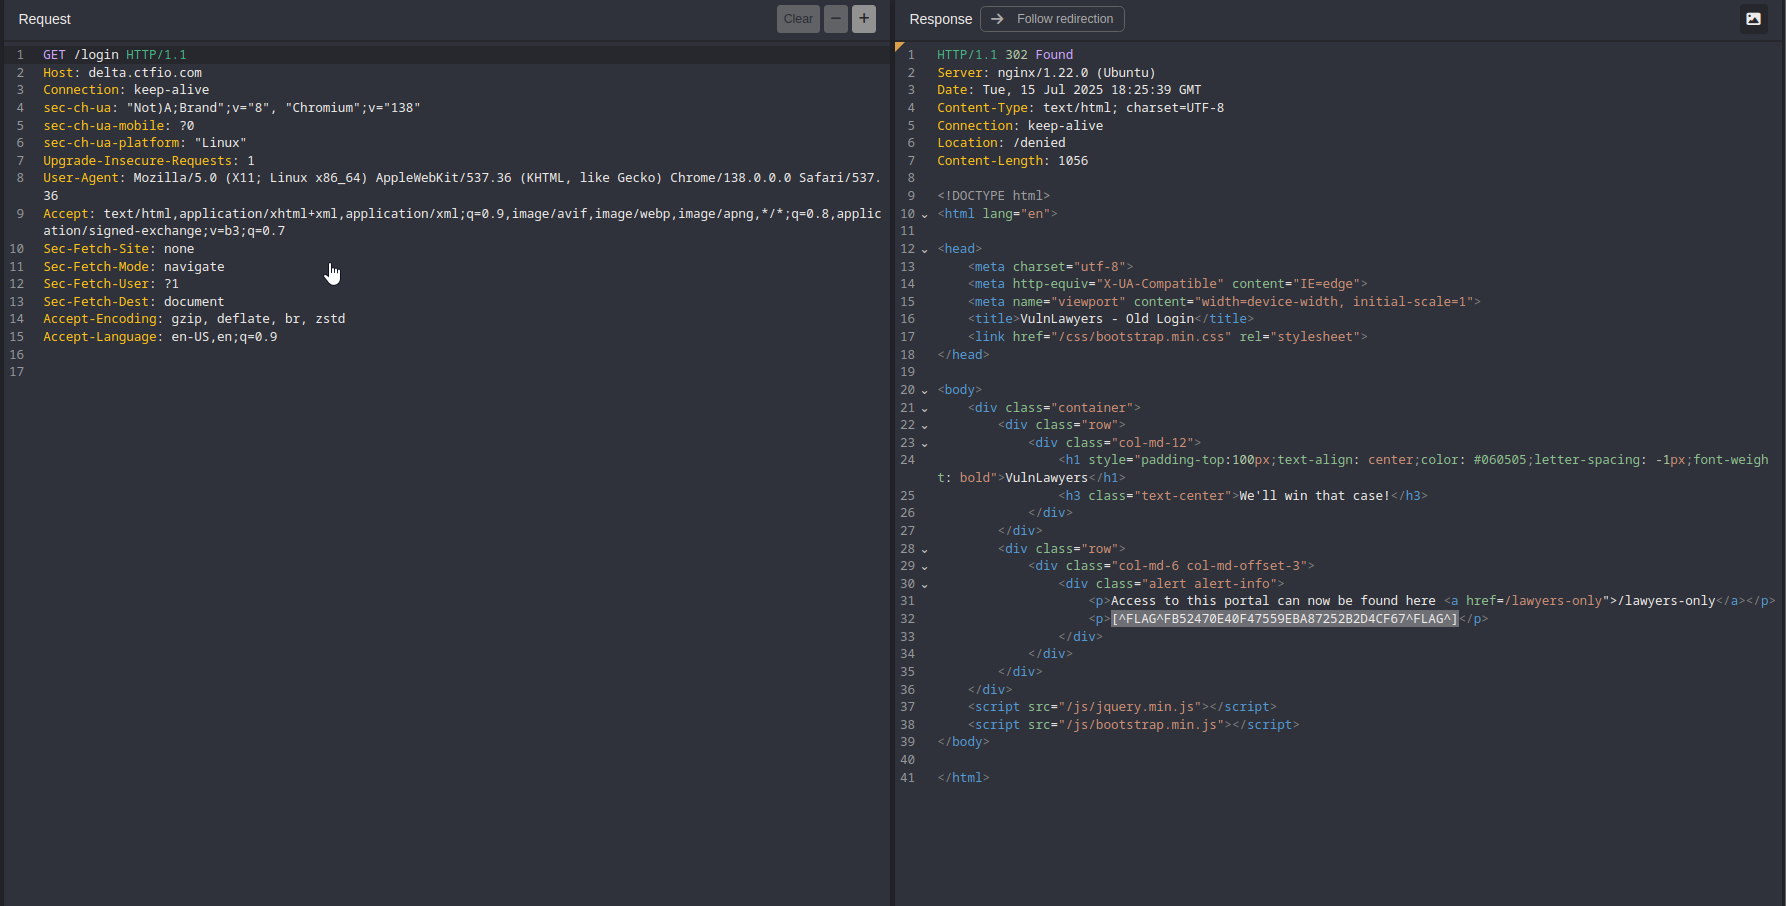 Request
Clear
−
+
1 GET /login HTTP/1.1
2 Host: delta.ctfio.com
3 Connection: keep-alive
4 sec-ch-ua: "Not)A;Brand";v="8", "Chromium";v="138"
5 sec-ch-ua-mobile: ?0
6 sec-ch-ua-platform: "Linux"
7 Upgrade-Insecure-Requests: 1
8 User-Agent: Mozilla/5.0 (X11; Linux x86_64) AppleWebKit/537.36 (KHTML, like Gecko) Chrome/138.0.0.0 Safari/537.
36
9 Accept: text/html,application/xhtml+xml,application/xml;q=0.9,image/avif,image/webp,image/apng,*/*;q=0.8,applic
ation/signed-exchange;v=b3;q=0.7
10 Sec-Fetch-Site: none
11 Sec-Fetch-Mode: navigate
12 Sec-Fetch-User: ?1
13 Sec-Fetch-Dest: document
14 Accept-Encoding: gzip, deflate, br, zstd
15 Accept-Language: en-US,en;q=0.9
16
17
Response
Follow redirection
1 HTTP/1.1 302 Found
2 Server: nginx/1.22.0 (Ubuntu)
3 Date: Tue, 15 Jul 2025 18:25:39 GMT
4 Content-Type: text/html; charset=UTF-8
5 Connection: keep-alive
6 Location: /denied
7 Content-Length: 1056
8
9 <!DOCTYPE html>
10 <html lang="en">
11
12 <head>
13 <meta charset="utf-8">
14 <meta http-equiv="X-UA-Compatible" content="IE=edge">
15 <meta name="viewport" content="width=device-width, initial-scale=1">
16 <title>VulnLawyers - Old Login</title>
17 <link href="/css/bootstrap.min.css" rel="stylesheet">
18 </head>
19
20 <body>
21 <div class="container">
22 <div class="row">
23 <div class="col-md-12">
24 <h1 style="padding-top:100px;text-align: center;color: #060505;letter-spacing: -1px;font-weigh
t: bold">VulnLawyers</h1>
25 <h3 class="text-center">We'll win that case!</h3>
26 </div>
27 </div>
28 <div class="row">
29 <div class="col-md-6 col-md-offset-3">
30 <div class="alert alert-info">
31 <p>Access to this portal can now be found here <a href=/lawyers-only">/lawyers-only</a></p>
32 <p>[^FLAG^FB52470E40F47559EBA87252B2D4CF67^FLAG^]</p>
33 </div>
34 </div>
35 </div>
36 </div>
37 <script src="/js/jquery.min.js"></script>
38 <script src="/js/bootstrap.min.js"></script>
39 </body>
40
41 </html>